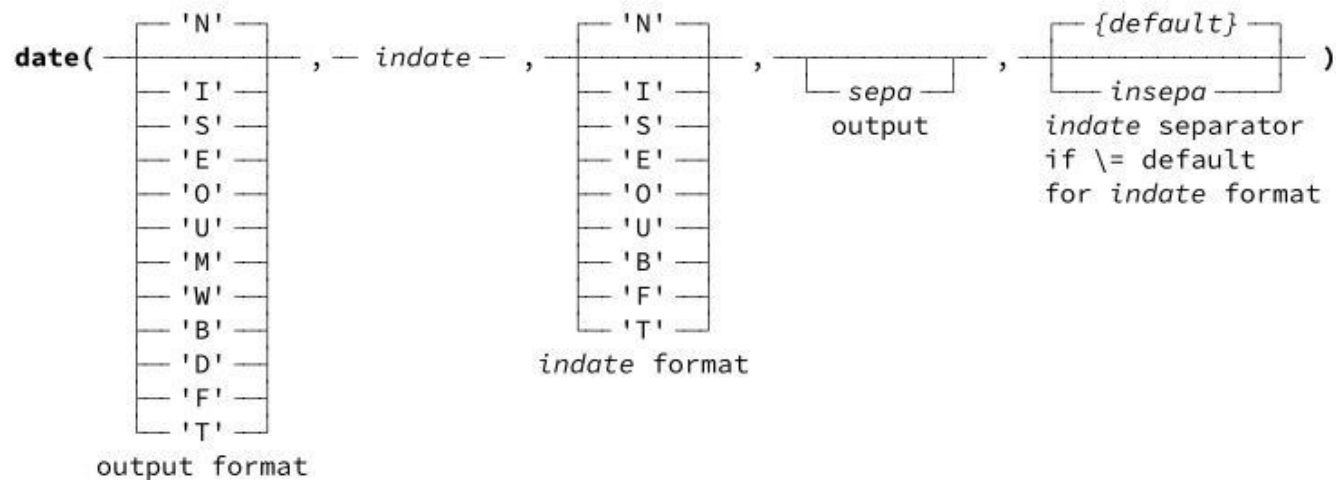 'N' 'N' {default}
date( , indate , , , )
'I' 'I' sepa insepa
'S' 'S' output indate separator
'E' 'E' if \= default
'O' 'O' for indate format
'U' 'U'
'M' 'B'
'W' 'F'
'B' 'T'
'D' indate format
'F'
'T'
output format